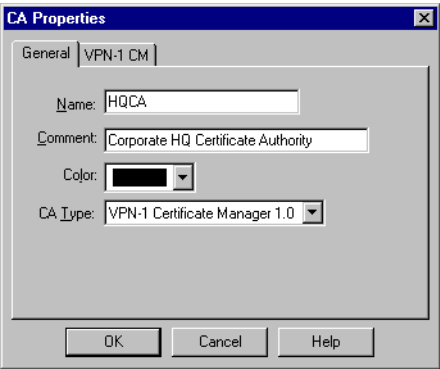 CA Properties
General VPN-1 CM
Name: HQCA
Comment: Corporate HQ Certificate Authority
Color:
CA Type: VPN-1 Certificate Manager 1.0
OK Cancel Help